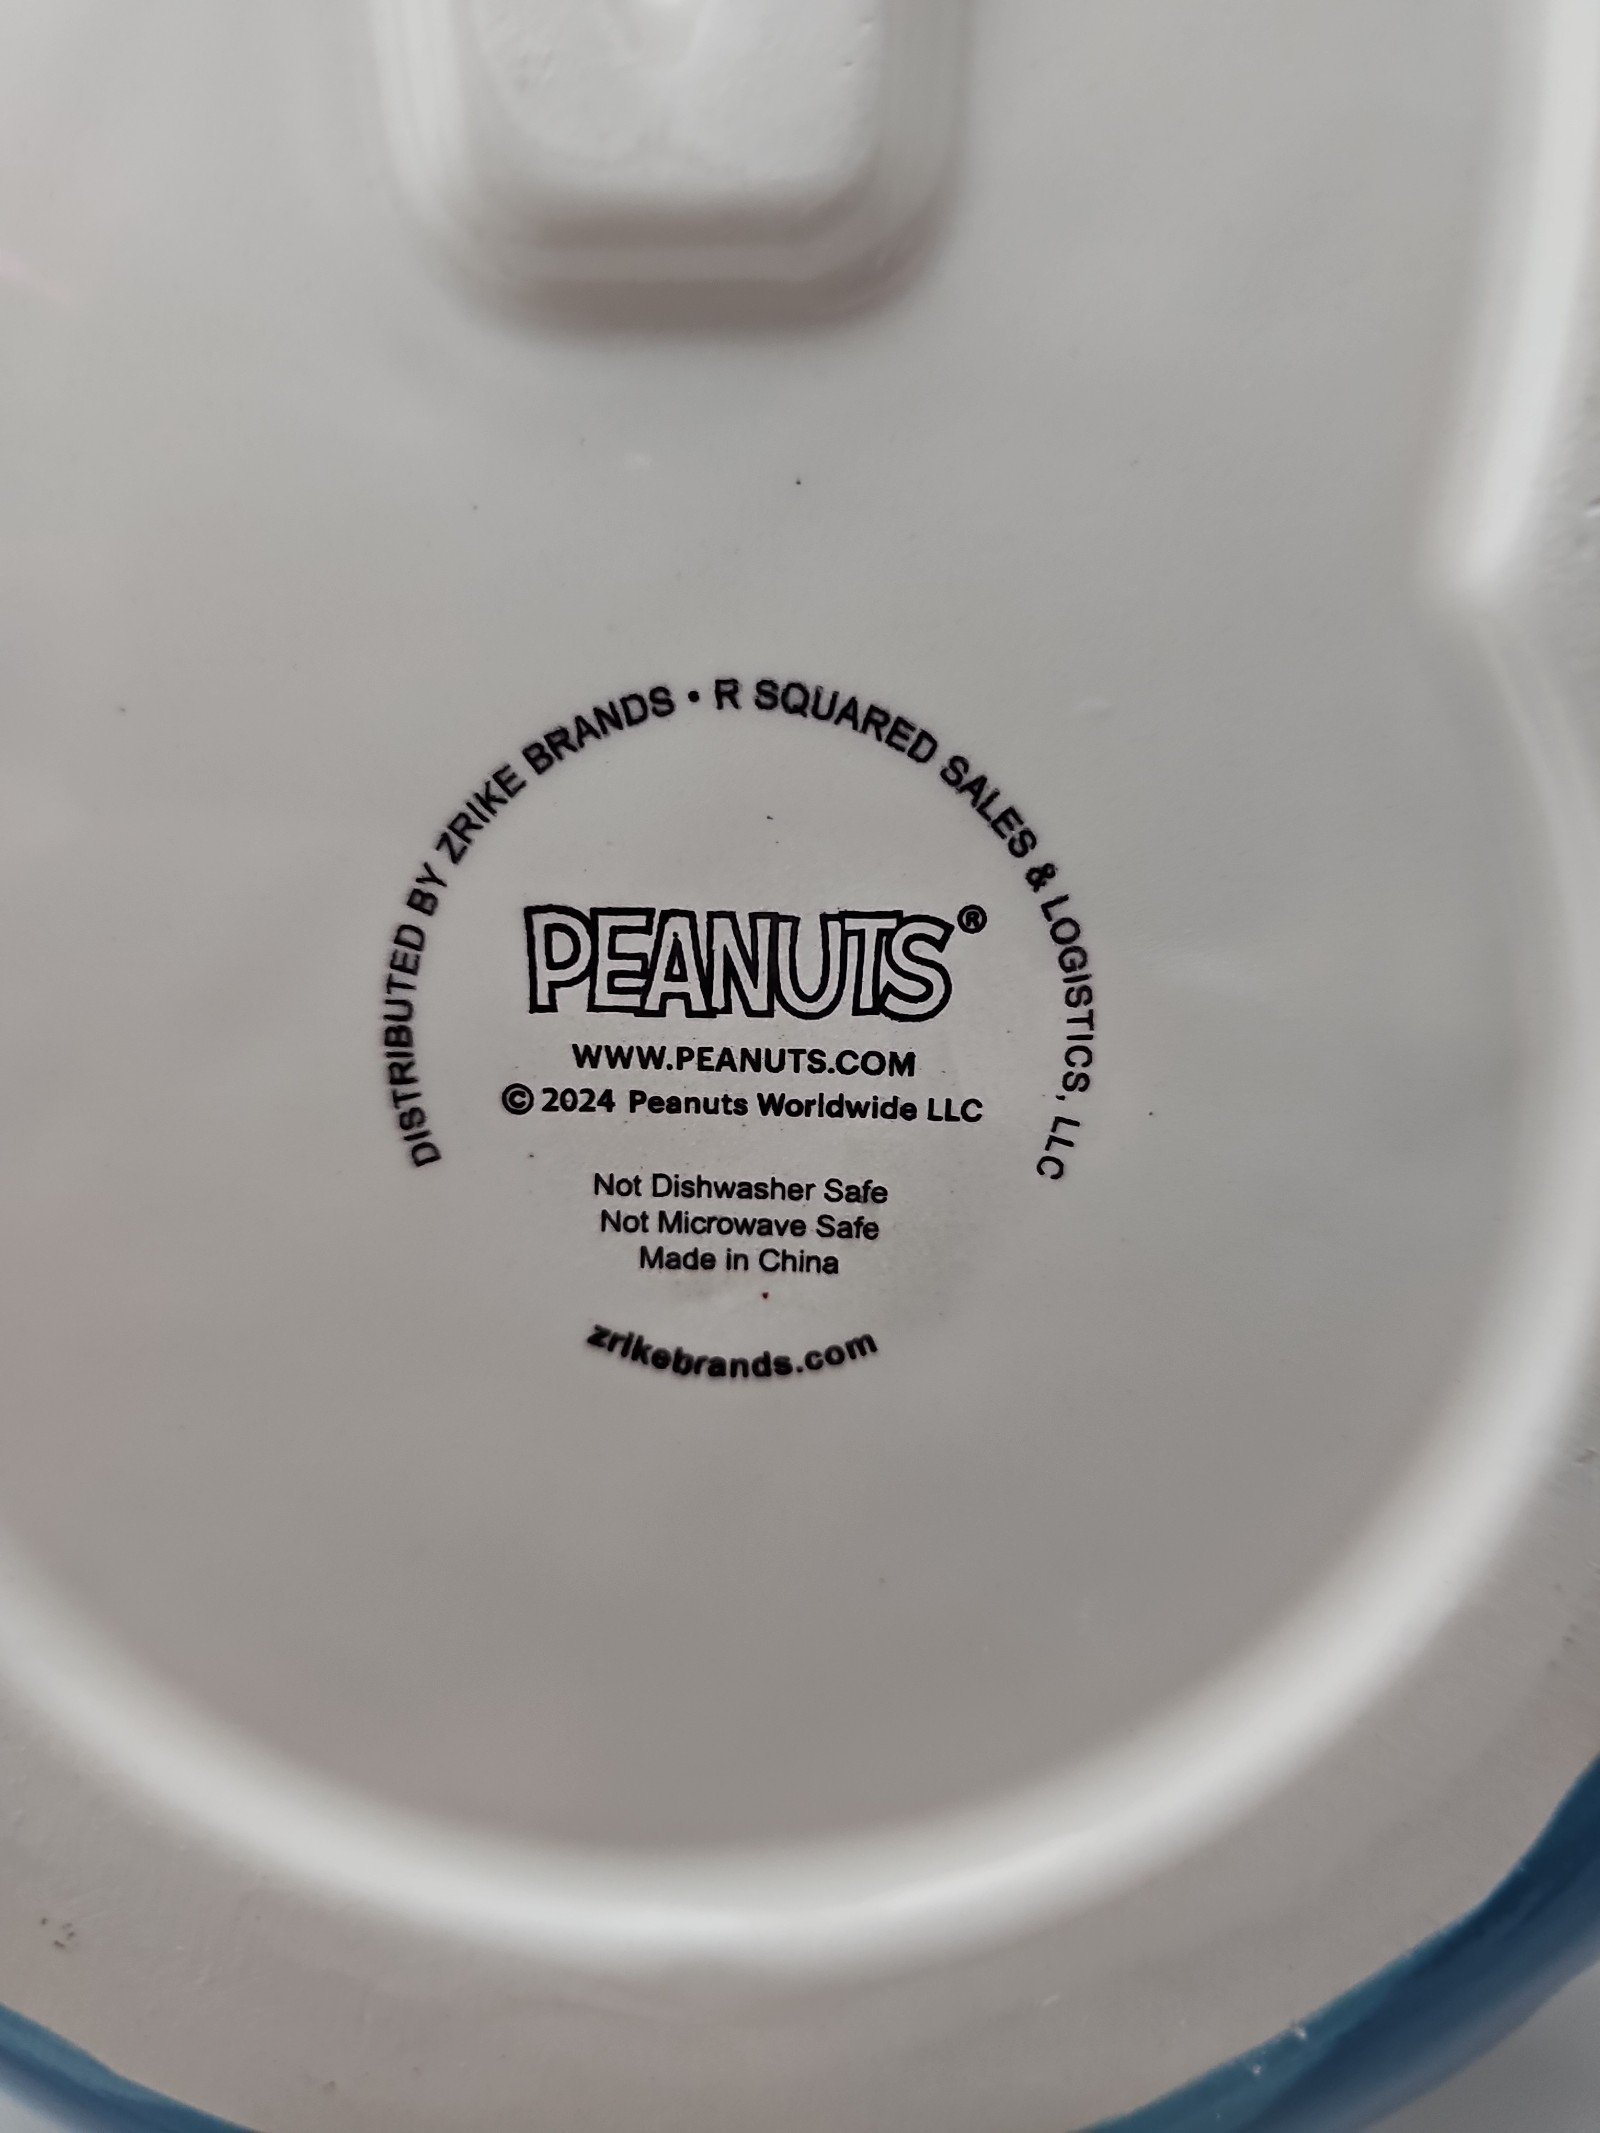 DISTRIBUTED BY ZRIKE BRANDS • R SQUARED SALES & LOGISTICS, LLC
PEANUTS®
WWW.PEANUTS.COM
© 2024 Peanuts Worldwide LLC
Not Dishwasher Safe
Not Microwave Safe
Made in China
zrikebrands.com